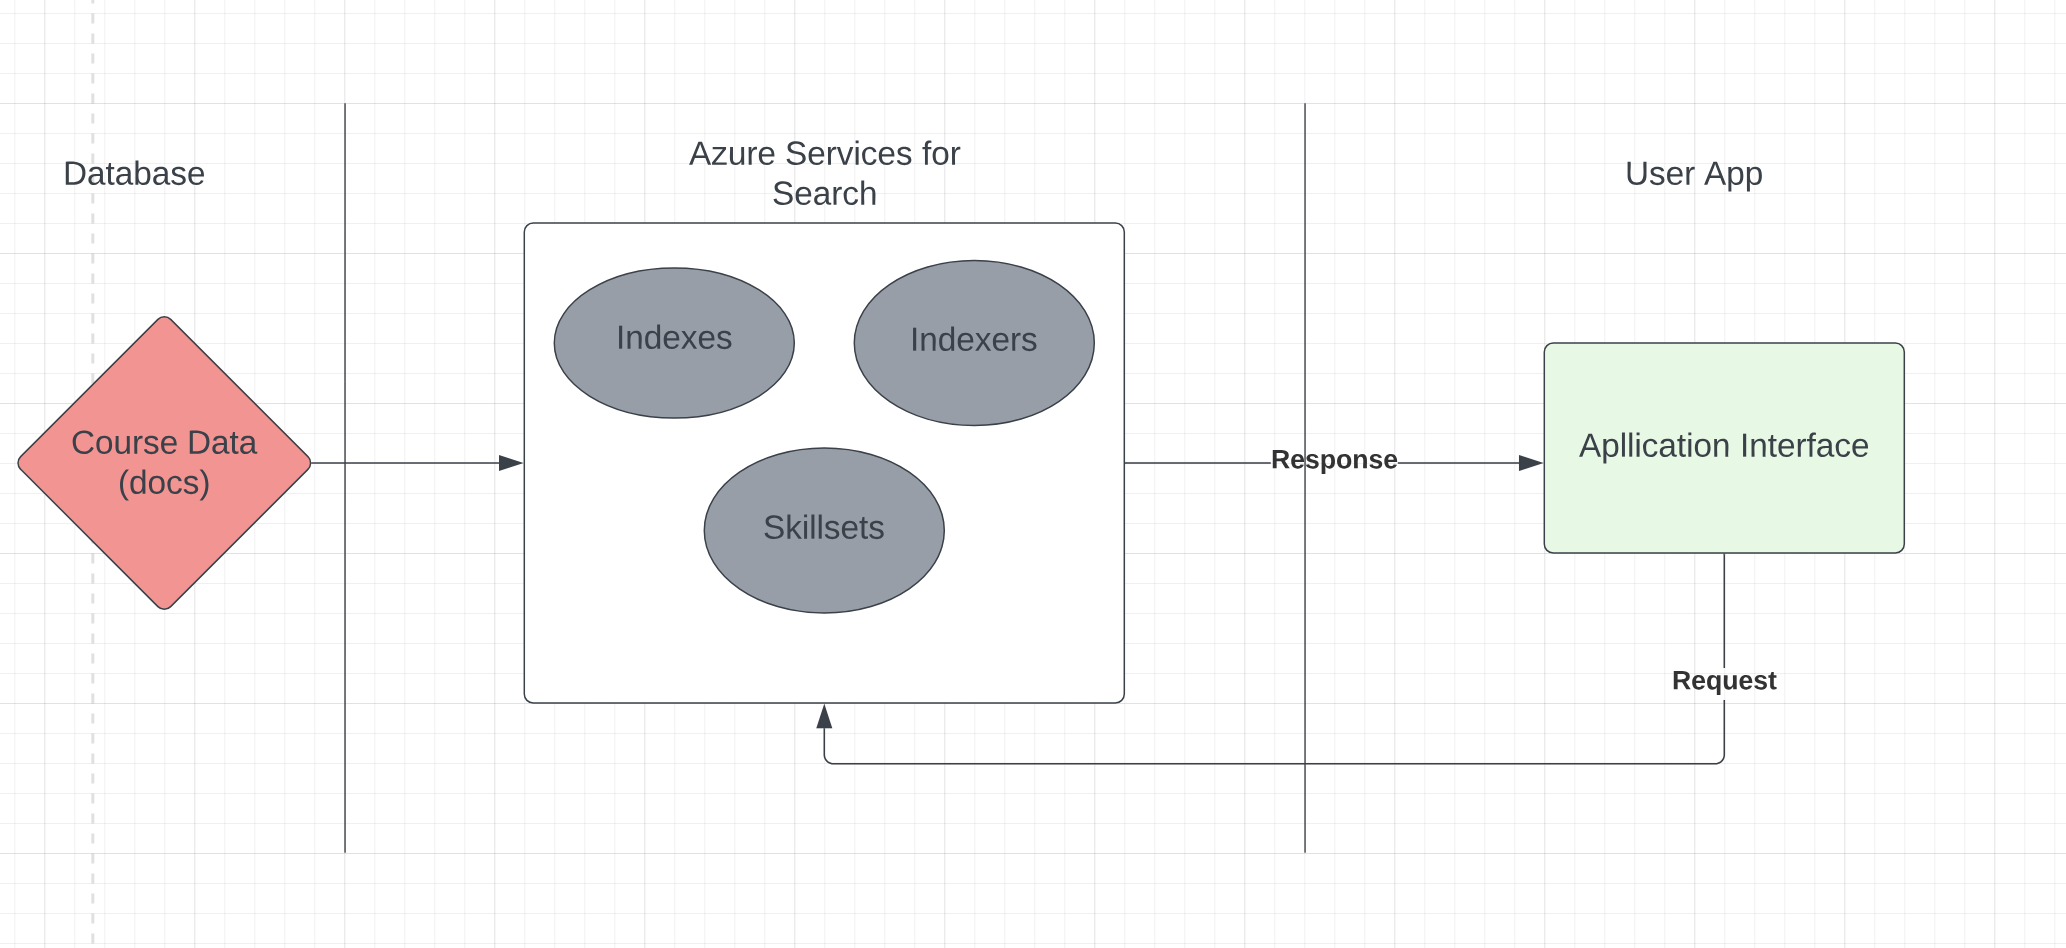 Database
Azure Services for
Search
User App
Indexes
Indexers
Course Data
(docs)
Skillsets
Response
Apllication Interface
Request